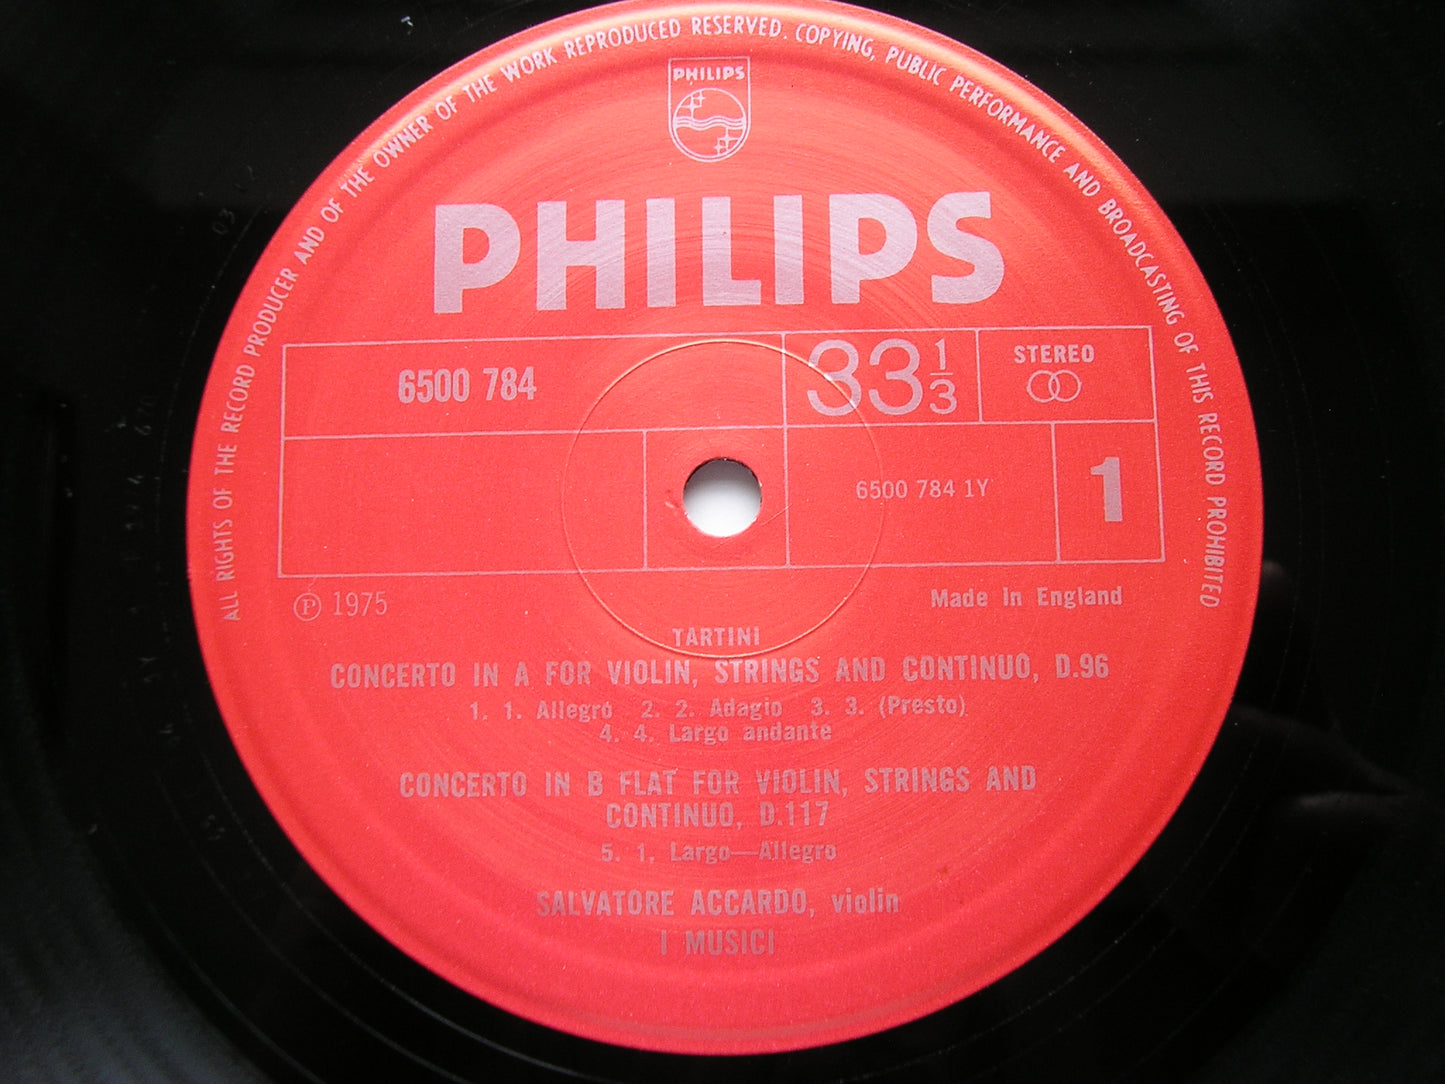 ALL RIGHTS OF THE RECORD PRODUCER AND OF THE OWNER OF THE WORK REPRODUCED RESERVED. COPYING, PUBLIC PERFORMANCE AND BROADCASTING OF THIS RECORD PROHIBITED
PHILIPS
PHILIPS
6500 784
33 1/3
STEREO
6500 784 1Y
1
℗ 1975
Made in England
TARTINI
CONCERTO IN A FOR VIOLIN, STRINGS AND CONTINUO, D.96
1. 1. Allegro 2. 2. Adagio 3. 3. (Presto)
4. 4. Largo andante
CONCERTO IN B FLAT FOR VIOLIN, STRINGS AND
CONTINUO, D.117
5. 1. Largo—Allegro
SALVATORE ACCARDO, violin
I MUSICI